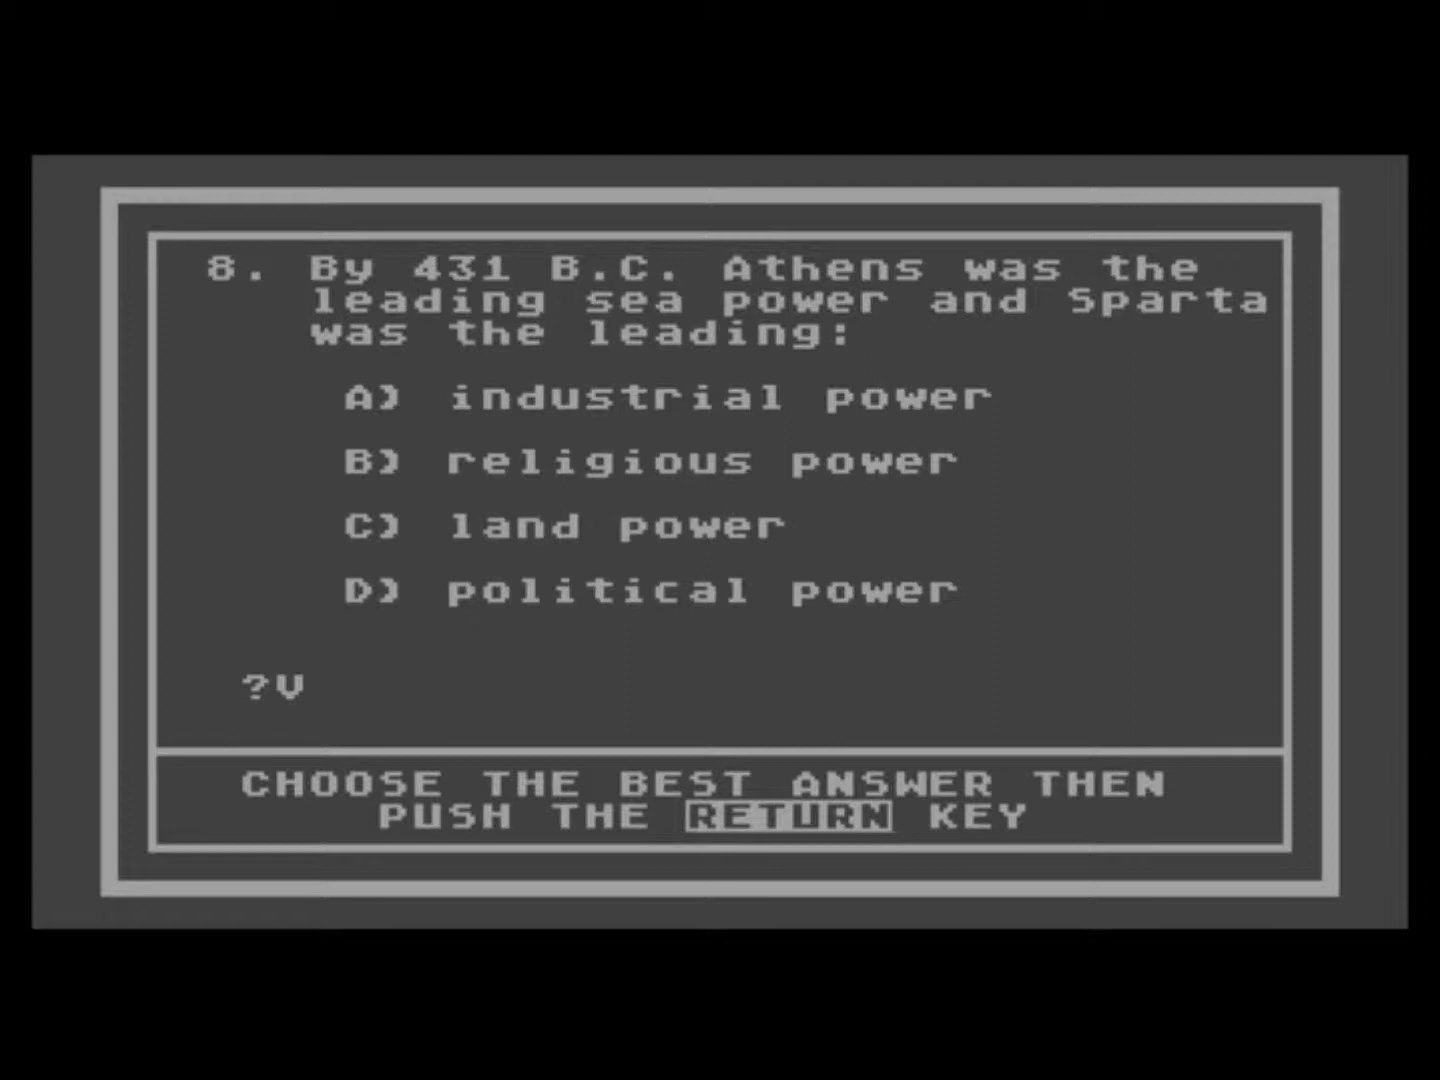 8. By 431 B.C. Athens was the
leading sea power and Sparta
was the leading:
A) industrial power
B) religious power
C) land power
D) political power
?V
CHOOSE THE BEST ANSWER THEN
PUSH THE RETURN KEY